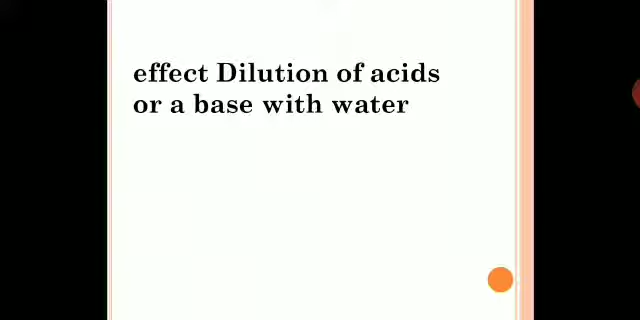 effect Dilution of acids
or a base with water